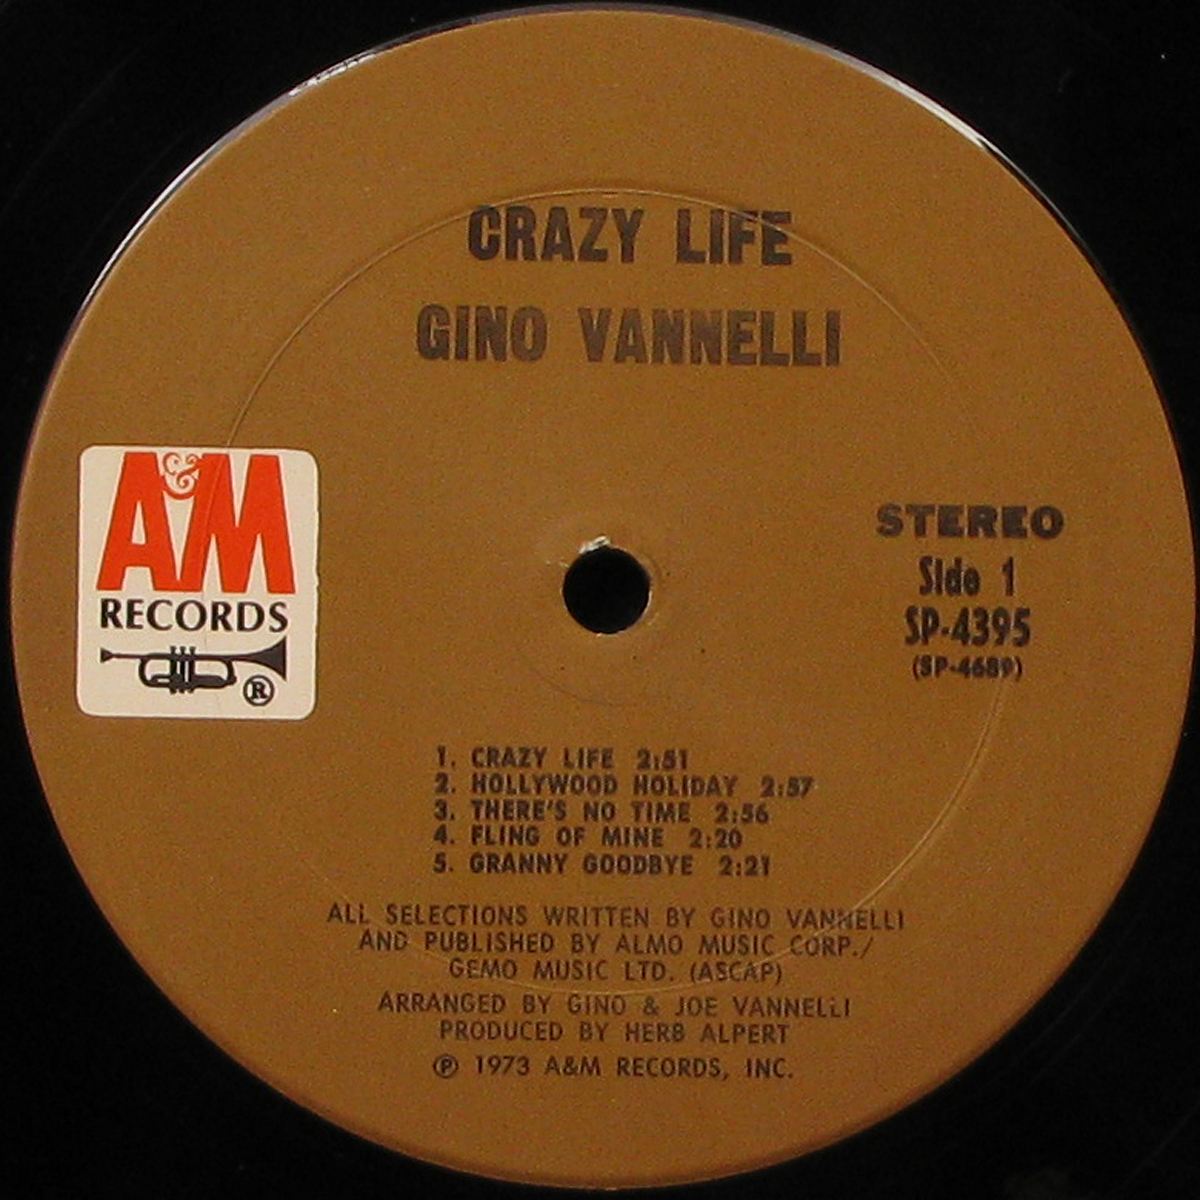 CRAZY LIFE
GINO VANNELLI
A&M
RECORDS
®
STEREO
Side 1
SP-4395
(SP-4689)
1. CRAZY LIFE 2:51
2. HOLLYWOOD HOLIDAY 2:57
3. THERE'S NO TIME 2:56
4. FLING OF MINE 2:20
5. GRANNY GOODBYE 2:21
ALL SELECTIONS WRITTEN BY GINO VANNELLI
AND PUBLISHED BY ALMO MUSIC CORP./
GEMO MUSIC LTD. (ASCAP)
ARRANGED BY GINO & JOE VANNELLI
PRODUCED BY HERB ALPERT
℗ 1973 A&M RECORDS, INC.